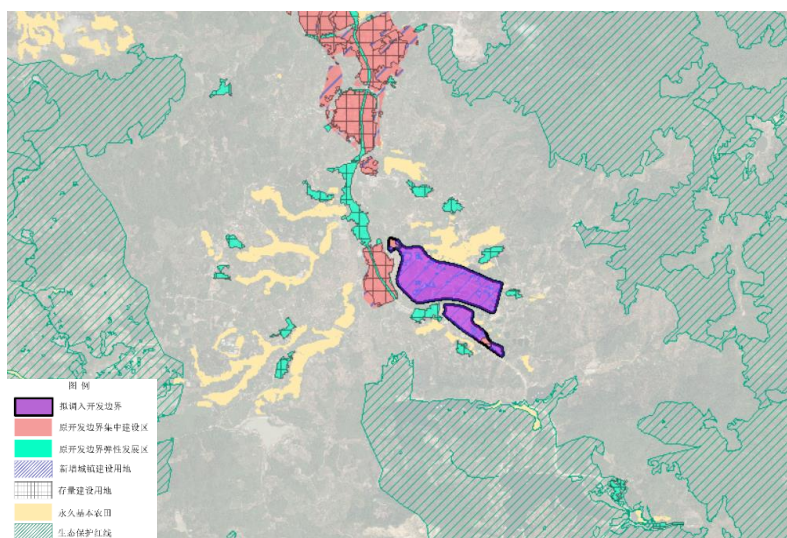 图 例
拟调入开发边界
原开发边界集中建设区
原开发边界弹性发展区
新增城镇建设用地
存量建设用地
永久基本农田
生态保护红线